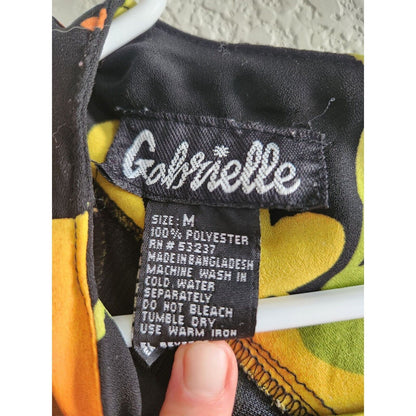 Gabrielle
SIZE: M
100% POLYESTER
RN # 53237
MADE IN BANGLADESH
MACHINE WASH IN
COLD WATER
SEPARATELY
DO NOT BLEACH
TUMBLE DRY
USE WARM IRON